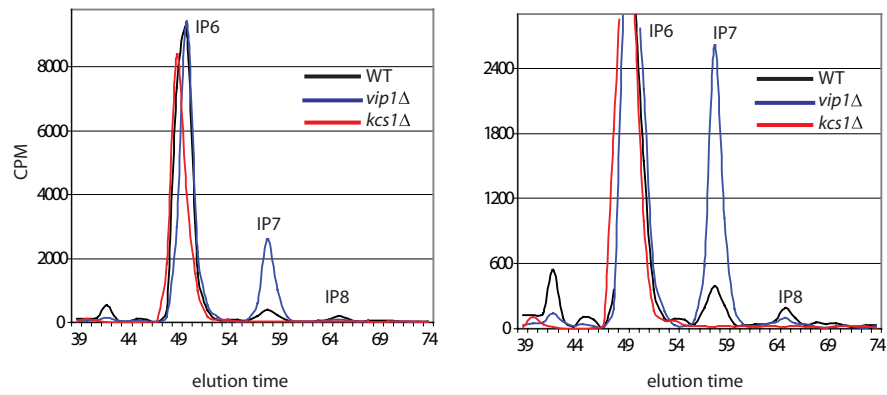 IP6
8000
WT
vip1Δ
kcs1Δ
6000
CPM
4000
IP7
2000
IP8
0
39 44 49 54 59 64 69 74
elution time
IP6 IP7
2400
WT
vip1Δ
kcs1Δ
1800
1200
600
IP8
0
39 44 49 54 59 64 69 74
elution time